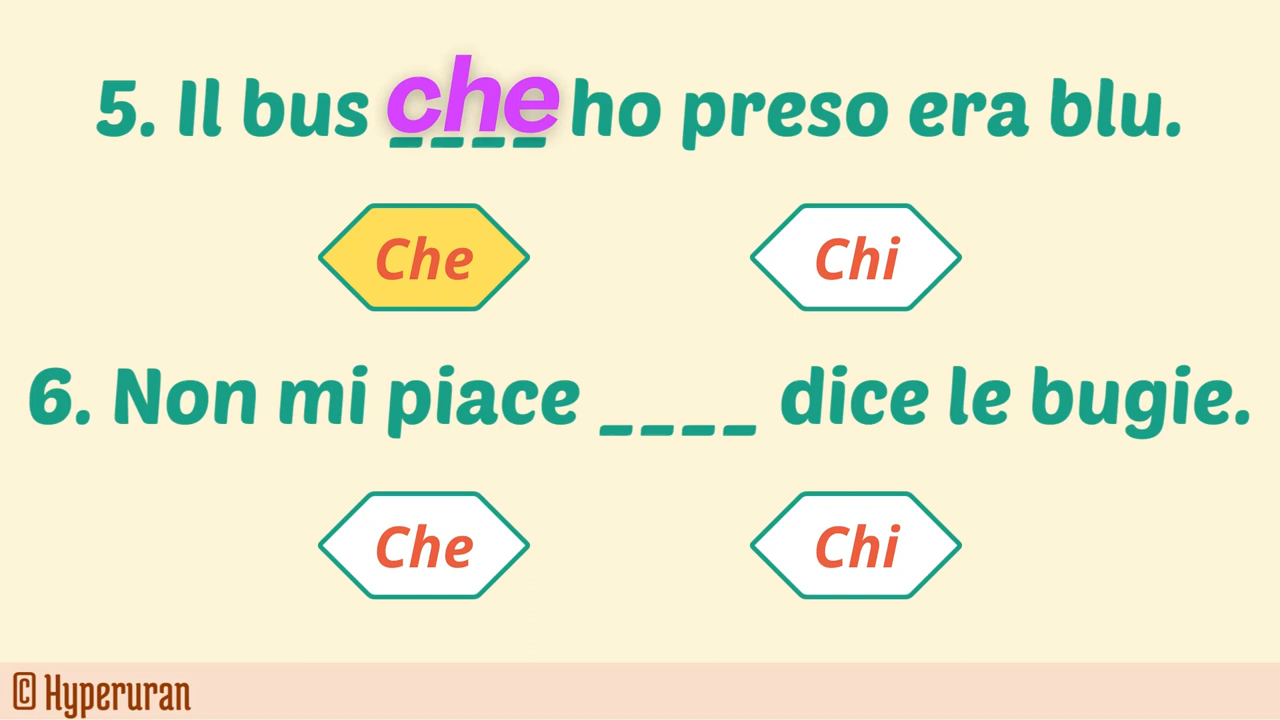 5. Il bus che ho preso era blu.
Che Chi
6. Non mi piace ____ dice le bugie.
Che Chi
© Hyperuran